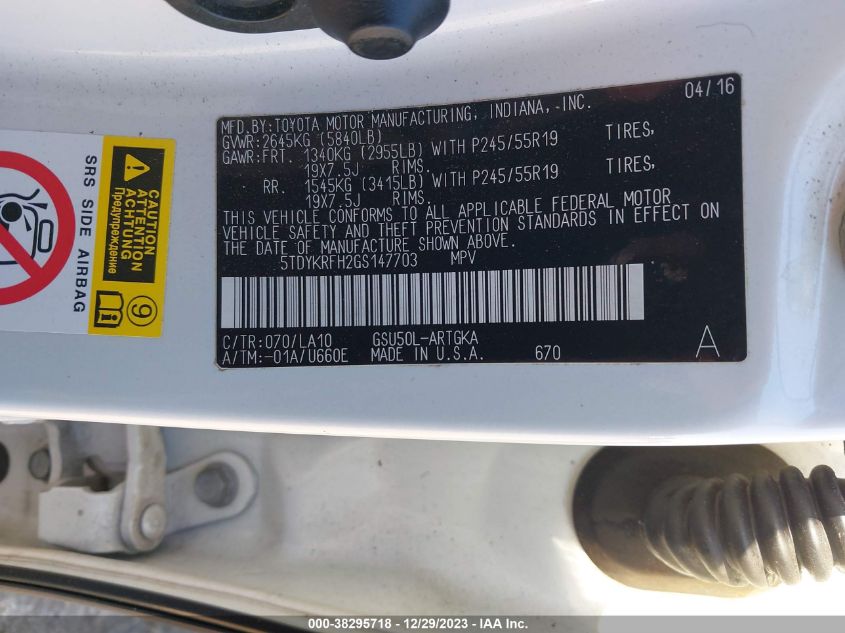 04/16
MFD.BY:TOYOTA MOTOR MANUFACTURING, INDIANA, INC.
GVWR:2645KG (5840LB)
GAWR:FRT. 1340KG (2955LB) WITH P245/55R19 TIRES,
19X7.5J RIMS.
RR. 1545KG (3415LB) WITH P245/55R19 TIRES,
19X7.5J RIMS.
THIS VEHICLE CONFORMS TO ALL APPLICABLE FEDERAL MOTOR
VEHICLE SAFETY AND THEFT PREVENTION STANDARDS IN EFFECT ON
THE DATE OF MANUFACTURE SHOWN ABOVE.
5TDYKRFH2GS147703 MPV
C/TR:070/LA10 GSU50L-ARTGKA
A/TM:-01A/U660E MADE IN U.S.A. 670
A
SRS SIDE AIRBAG
CAUTION
ATTENTION
ACHTUNG
Предупреждение
9
000-38295718 - 12/29/2023 - IAA Inc.